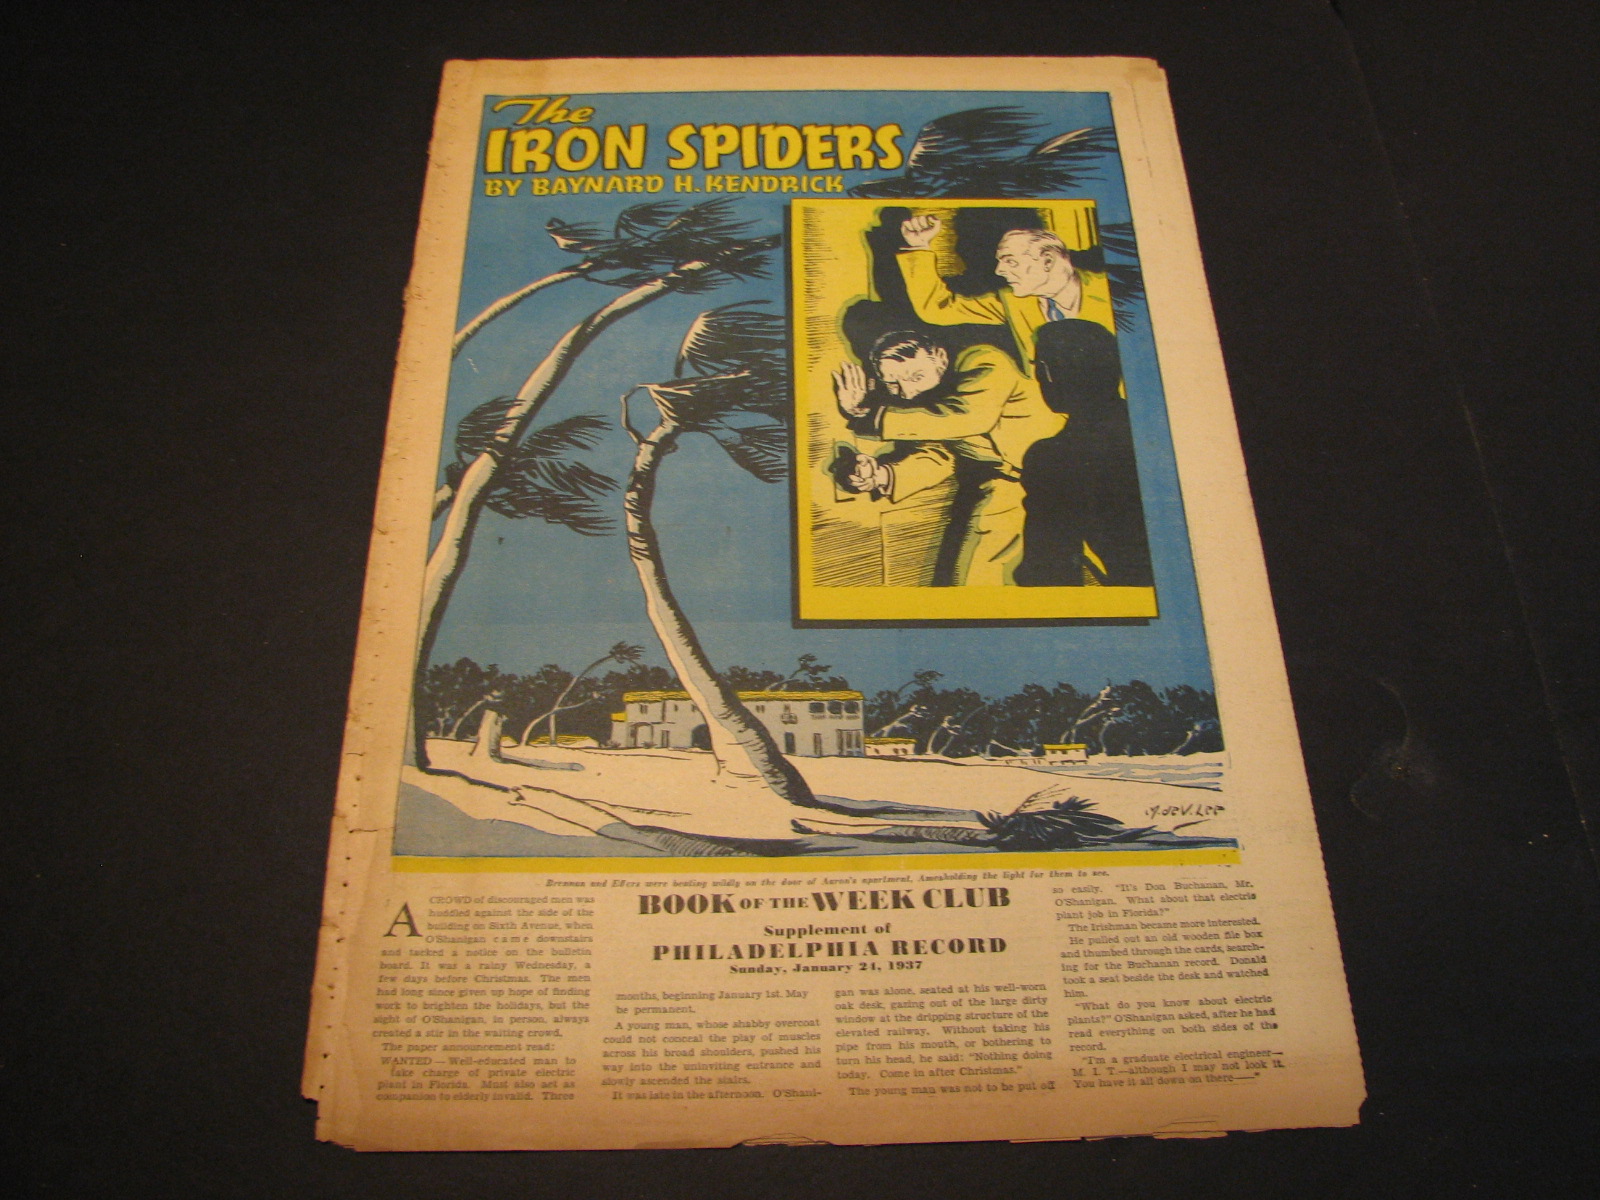 The
IRON SPIDERS
BY BAYNARD H. KENDRICK
Y. deV. LEE
Brennan and Effers were beating wildly on the door of Aaron's apartment, Ames holding the light for them to see.
BOOK OF THE WEEK CLUB
Supplement of
PHILADELPHIA RECORD
Sunday, January 24, 1937
A CROWD of discouraged men was
huddled against the side of the
building on Sixth Avenue, when
O'Shanigan came downstairs
and tacked a notice on the bulletin
board. It was a rainy Wednesday, a
few days before Christmas. The men
had long since given up hope of finding
work to brighten the holidays, but the
sight of O'Shanigan, in person, always
created a stir in the waiting crowd.
The paper announcement read:
WANTED—Well-educated man to
take charge of private electric
plant in Florida. Must also act as
companion to elderly invalid. Three
months, beginning January 1st. May
be permanent.
A young man, whose shabby overcoat
could not conceal the play of muscles
across his broad shoulders, pushed his
way into the uninviting entrance and
slowly ascended the stairs.
It was late in the afternoon. O'Shani-
gan was alone, seated at his well-worn
oak desk, gazing out of the large dirty
window at the dripping structure of the
elevated railway. Without taking his
pipe from his mouth, or bothering to
turn his head, he said: "Nothing doing
today. Come in after Christmas."
The young man was not to be put off
so easily. "It's Don Buchanan, Mr.
O'Shanigan. What about that electric
plant job in Florida?"
The Irishman became more interested.
He pulled out an old wooden file box
and thumbed through the cards, search-
ing for the Buchanan record. Donald
took a seat beside the desk and watched
him.
"What do you know about electric
plants?" O'Shanigan asked, after he had
read everything on both sides of the
record.
"I'm a graduate electrical engineer—
M. I. T.—although I may not look it.
You have it all down on there——"